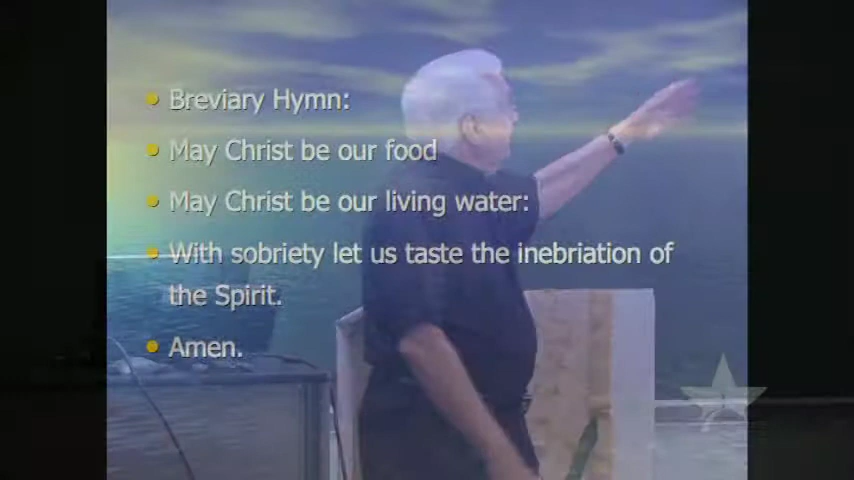 Breviary Hymn:
May Christ be our food
May Christ be our living water:
With sobriety let us taste the inebriation of
the Spirit.
Amen.